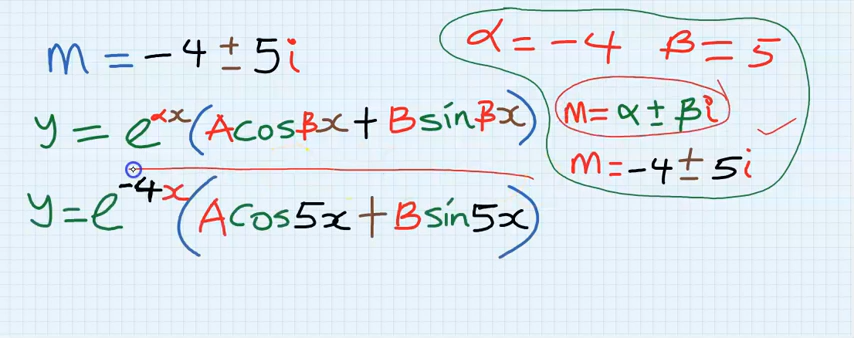 m = -4 ± 5i
α = -4 β = 5
y = e^αx (A cos βx + B sin βx)
m = α ± βi
m = -4 ± 5i
y = e^-4x (A cos 5x + B sin 5x)